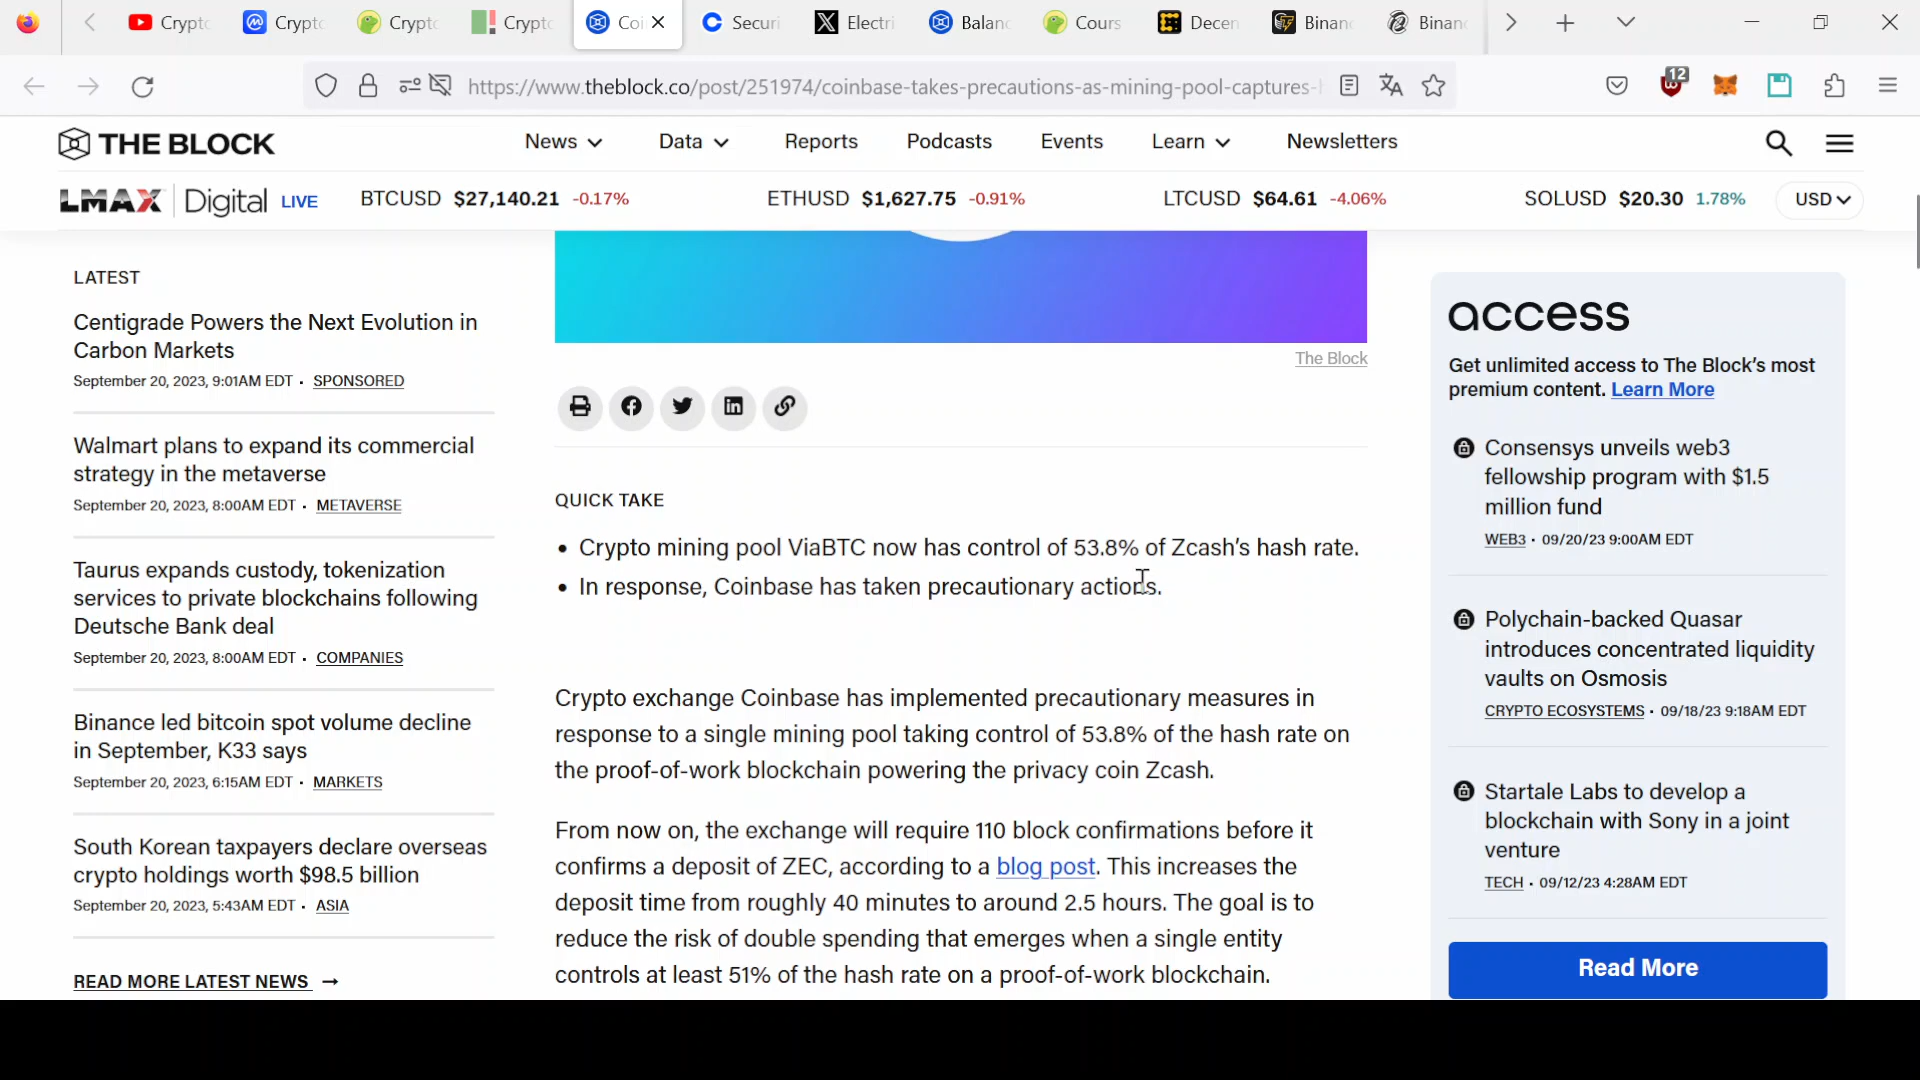 Crypto
Crypto
Crypto
Crypto
Coi
Securi
Electri
Balanc
Cours
Decen
Binan
Binan
https://www.theblock.co/post/251974/coinbase-takes-precautions-as-mining-pool-captures-
12
THE BLOCK
News
Data
Reports
Podcasts
Events
Learn
Newsletters
LMAX Digital LIVE
BTCUSD $27,140.21 -0.17%
ETHUSD $1,627.75 -0.91%
LTCUSD $64.61 -4.06%
SOLUSD $20.30 1.78%
USD
LATEST
Centigrade Powers the Next Evolution in
Carbon Markets
September 20, 2023, 9:01AM EDT • SPONSORED
Walmart plans to expand its commercial
strategy in the metaverse
September 20, 2023, 8:00AM EDT • METAVERSE
Taurus expands custody, tokenization
services to private blockchains following
Deutsche Bank deal
September 20, 2023, 8:00AM EDT • COMPANIES
Binance led bitcoin spot volume decline
in September, K33 says
September 20, 2023, 6:15AM EDT • MARKETS
South Korean taxpayers declare overseas
crypto holdings worth $98.5 billion
September 20, 2023, 5:43AM EDT • ASIA
READ MORE LATEST NEWS →
The Block
QUICK TAKE
• Crypto mining pool ViaBTC now has control of 53.8% of Zcash’s hash rate.
• In response, Coinbase has taken precautionary actions.
Crypto exchange Coinbase has implemented precautionary measures in
response to a single mining pool taking control of 53.8% of the hash rate on
the proof-of-work blockchain powering the privacy coin Zcash.
From now on, the exchange will require 110 block confirmations before it
confirms a deposit of ZEC, according to a blog post. This increases the
deposit time from roughly 40 minutes to around 2.5 hours. The goal is to
reduce the risk of double spending that emerges when a single entity
controls at least 51% of the hash rate on a proof-of-work blockchain.
access
Get unlimited access to The Block’s most
premium content. Learn More
Consensys unveils web3
fellowship program with $1.5
million fund
WEB3 • 09/20/23 9:00AM EDT
Polychain-backed Quasar
introduces concentrated liquidity
vaults on Osmosis
CRYPTO ECOSYSTEMS • 09/18/23 9:18AM EDT
Startale Labs to develop a
blockchain with Sony in a joint
venture
TECH • 09/12/23 4:28AM EDT
Read More